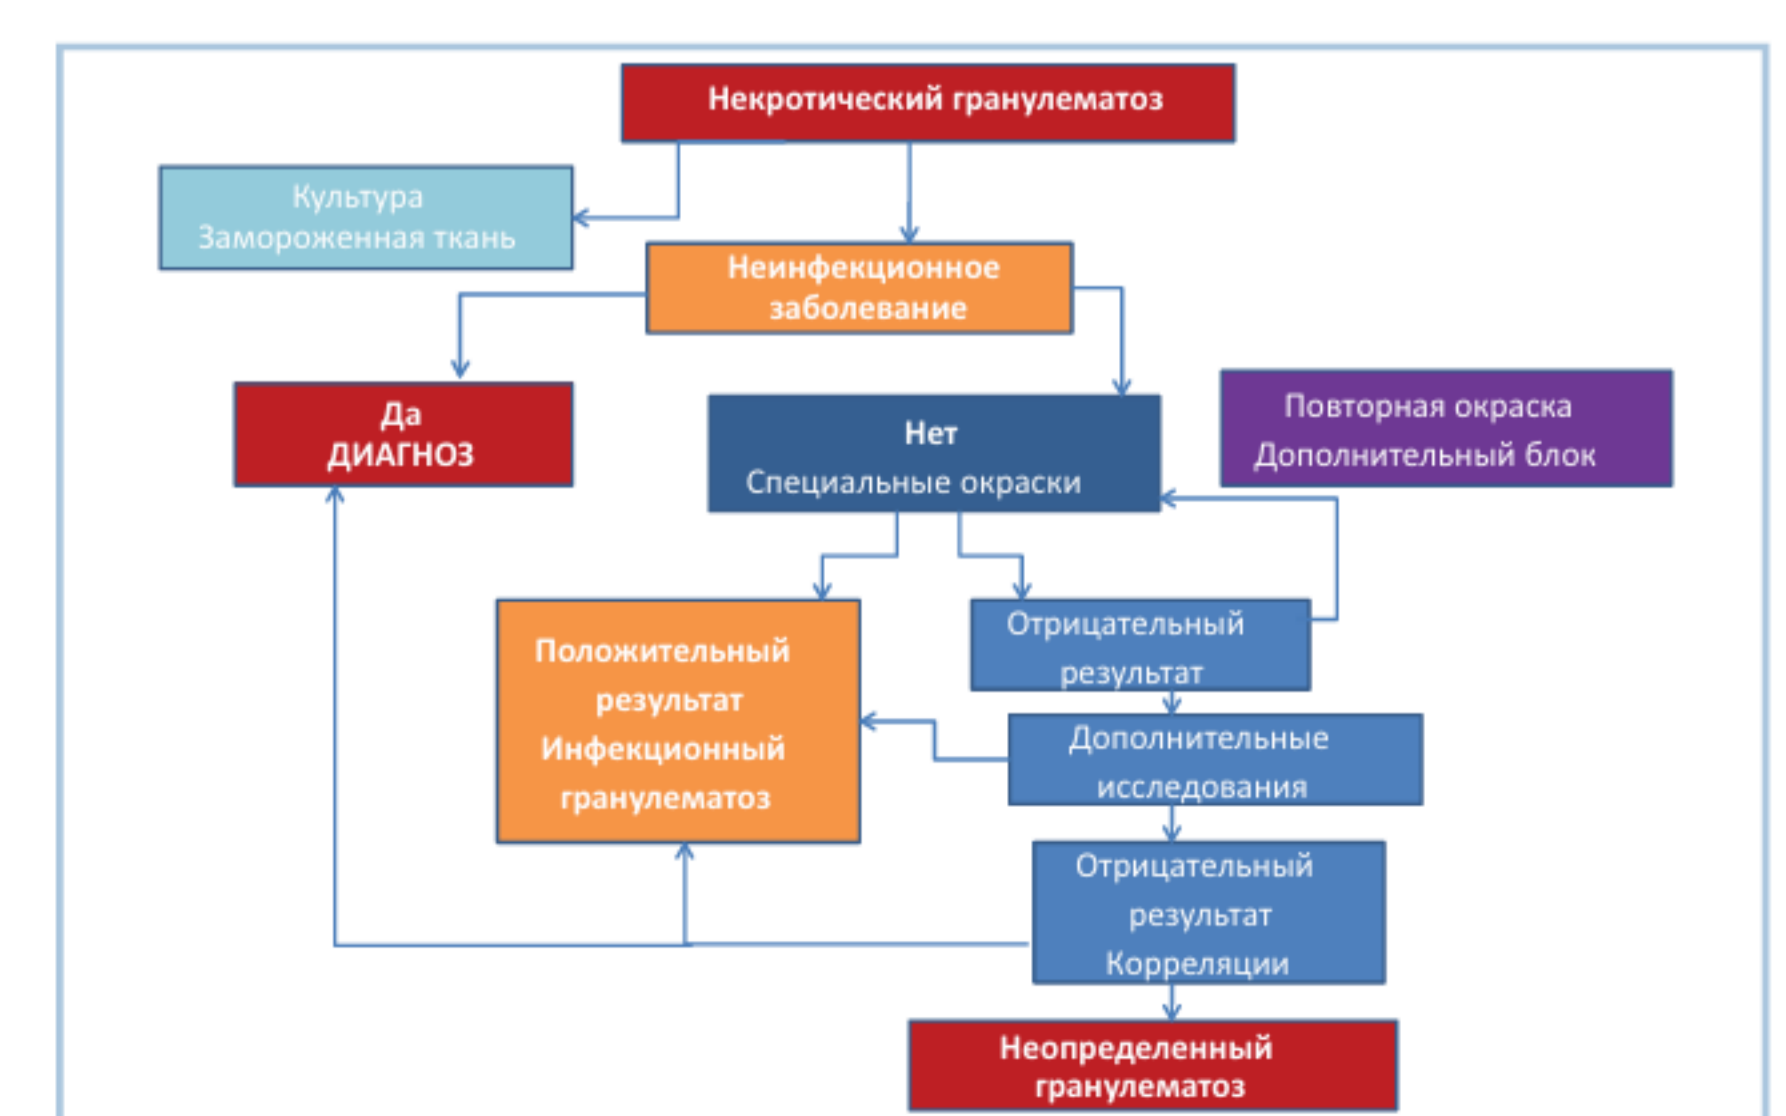 Некротический гранулематоз
Культура
Замороженная ткань
Неинфекционное
заболевание
Да
ДИАГНОЗ
Нет
Специальные окраски
Повторная окраска
Дополнительный блок
Положительный
результат
Инфекционный
гранулематоз
Отрицательный
результат
Дополнительные
исследования
Отрицательный
результат
Корреляции
Неопределенный
гранулематоз